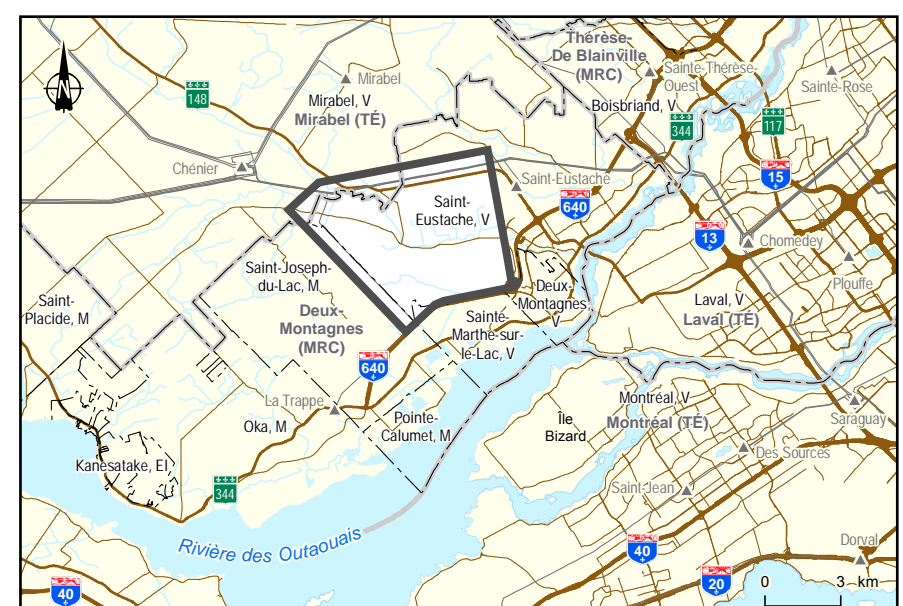 N
Thérèse-
De Blainville
(MRC)
Mirabel
Sainte-Thérèse-
Ouest
Sainte-Rose
148
Mirabel, V
Mirabel (TÉ)
Boisbriand, V
344
117
Chénier
15
Saint-Eustache
Saint-
Eustache, V
640
13
Chomedey
Plouffe
Saint-Joseph-
du-Lac, M
Deux-
Montagnes,
V
Saint-
Placide, M
Deux-
Montagnes
(MRC)
Sainte-
Marthe-sur-
le-Lac, V
Laval, V
Laval (TÉ)
640
La Trappe
Oka, M
Pointe-
Calumet, M
Île
Bizard
Montréal, V
Montréal (TÉ)
Saraguay
Des Sources
Kanesatake, EI
Saint-Jean
344
Rivière des Outaouais
40
Dorval
40
20
0 3 km